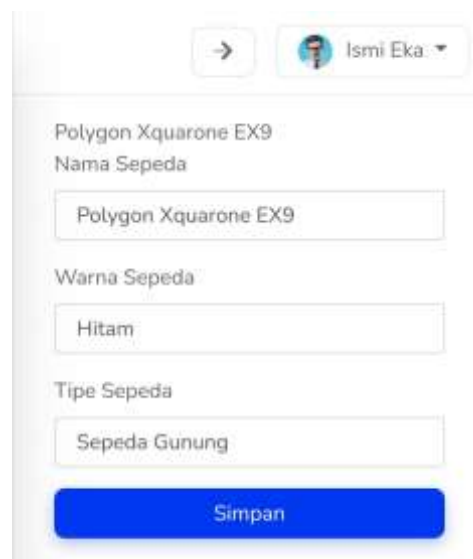 Ismi Eka
Polygon Xquarone EX9
Nama Sepeda
Polygon Xquarone EX9
Warna Sepeda
Hitam
Tipe Sepeda
Sepeda Gunung
Simpan